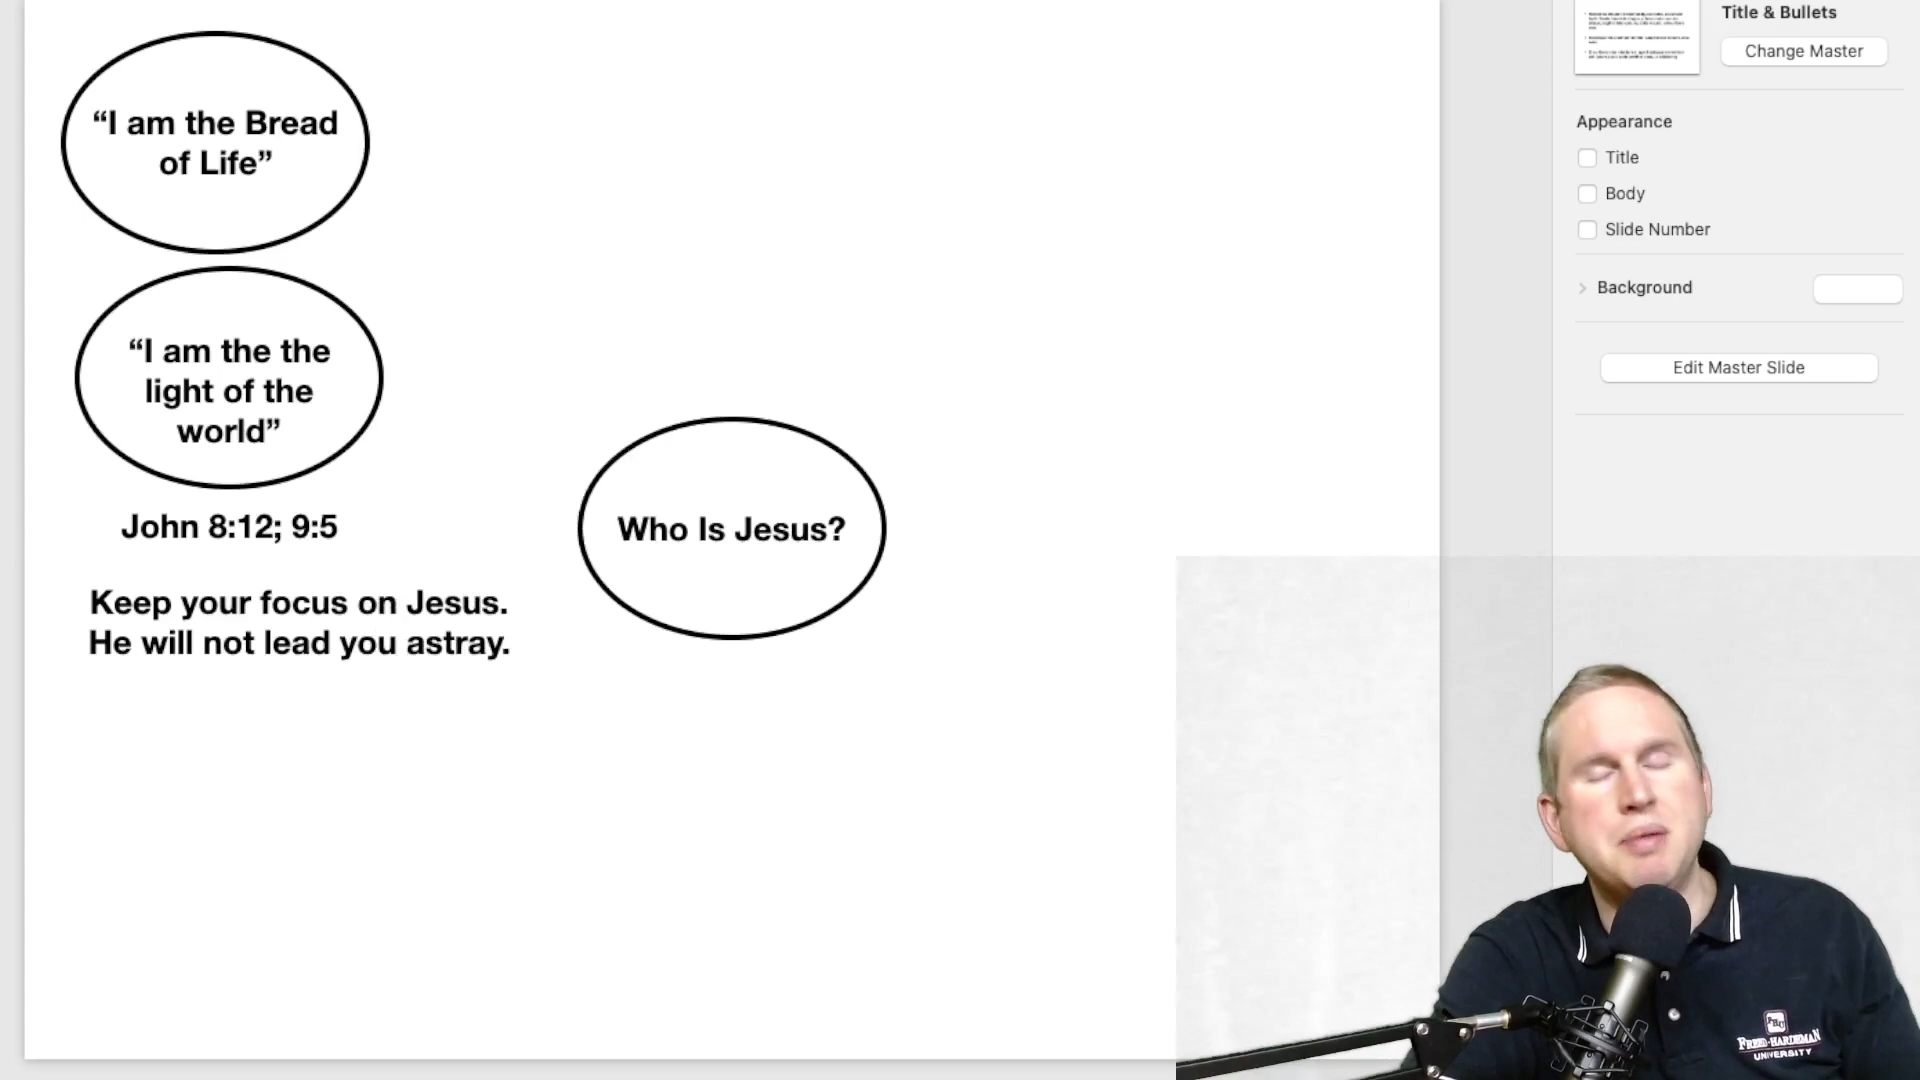 “I am the Bread
of Life”
“I am the the
light of the
world”
John 8:12; 9:5
Keep your focus on Jesus.
He will not lead you astray.
Who Is Jesus?
Title & Bullets
Change Master
Appearance
Title
Body
Slide Number
Background
Edit Master Slide
FHU
FREED-HARDEMAN
UNIVERSITY